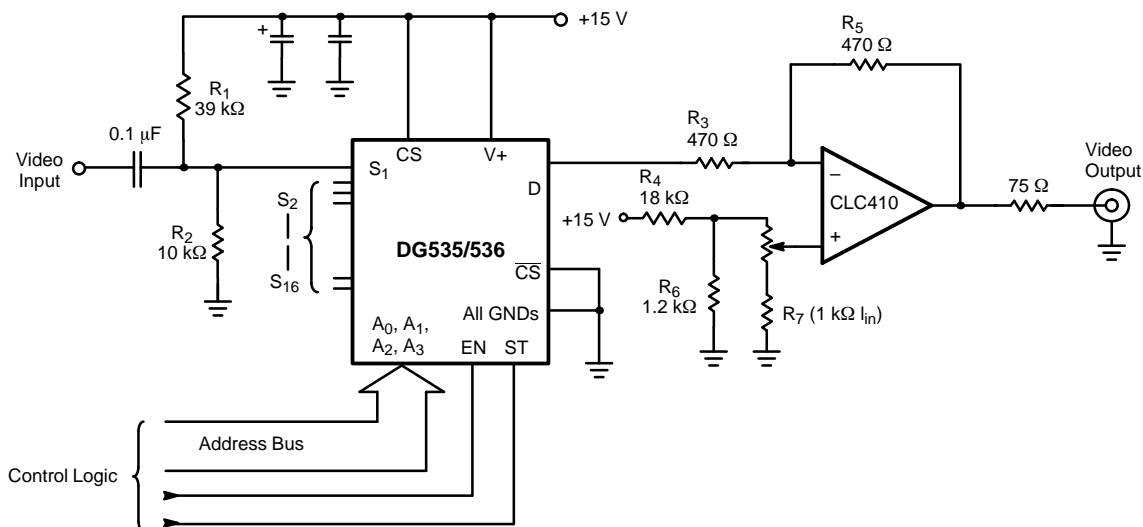 +15 V
+
R1
39 kΩ
0.1 µF
Video
Input
R2
10 kΩ
S1
S2
S16
CS
V+
D
DG535/536
CS
All GNDs
A0, A1,
A2, A3
EN
ST
R5
470 Ω
R3
470 Ω
R4
18 kΩ
+15 V
R6
1.2 kΩ
R7 (1 kΩ lin)
–
CLC410
+
75 Ω
Video
Output
Address Bus
Control Logic